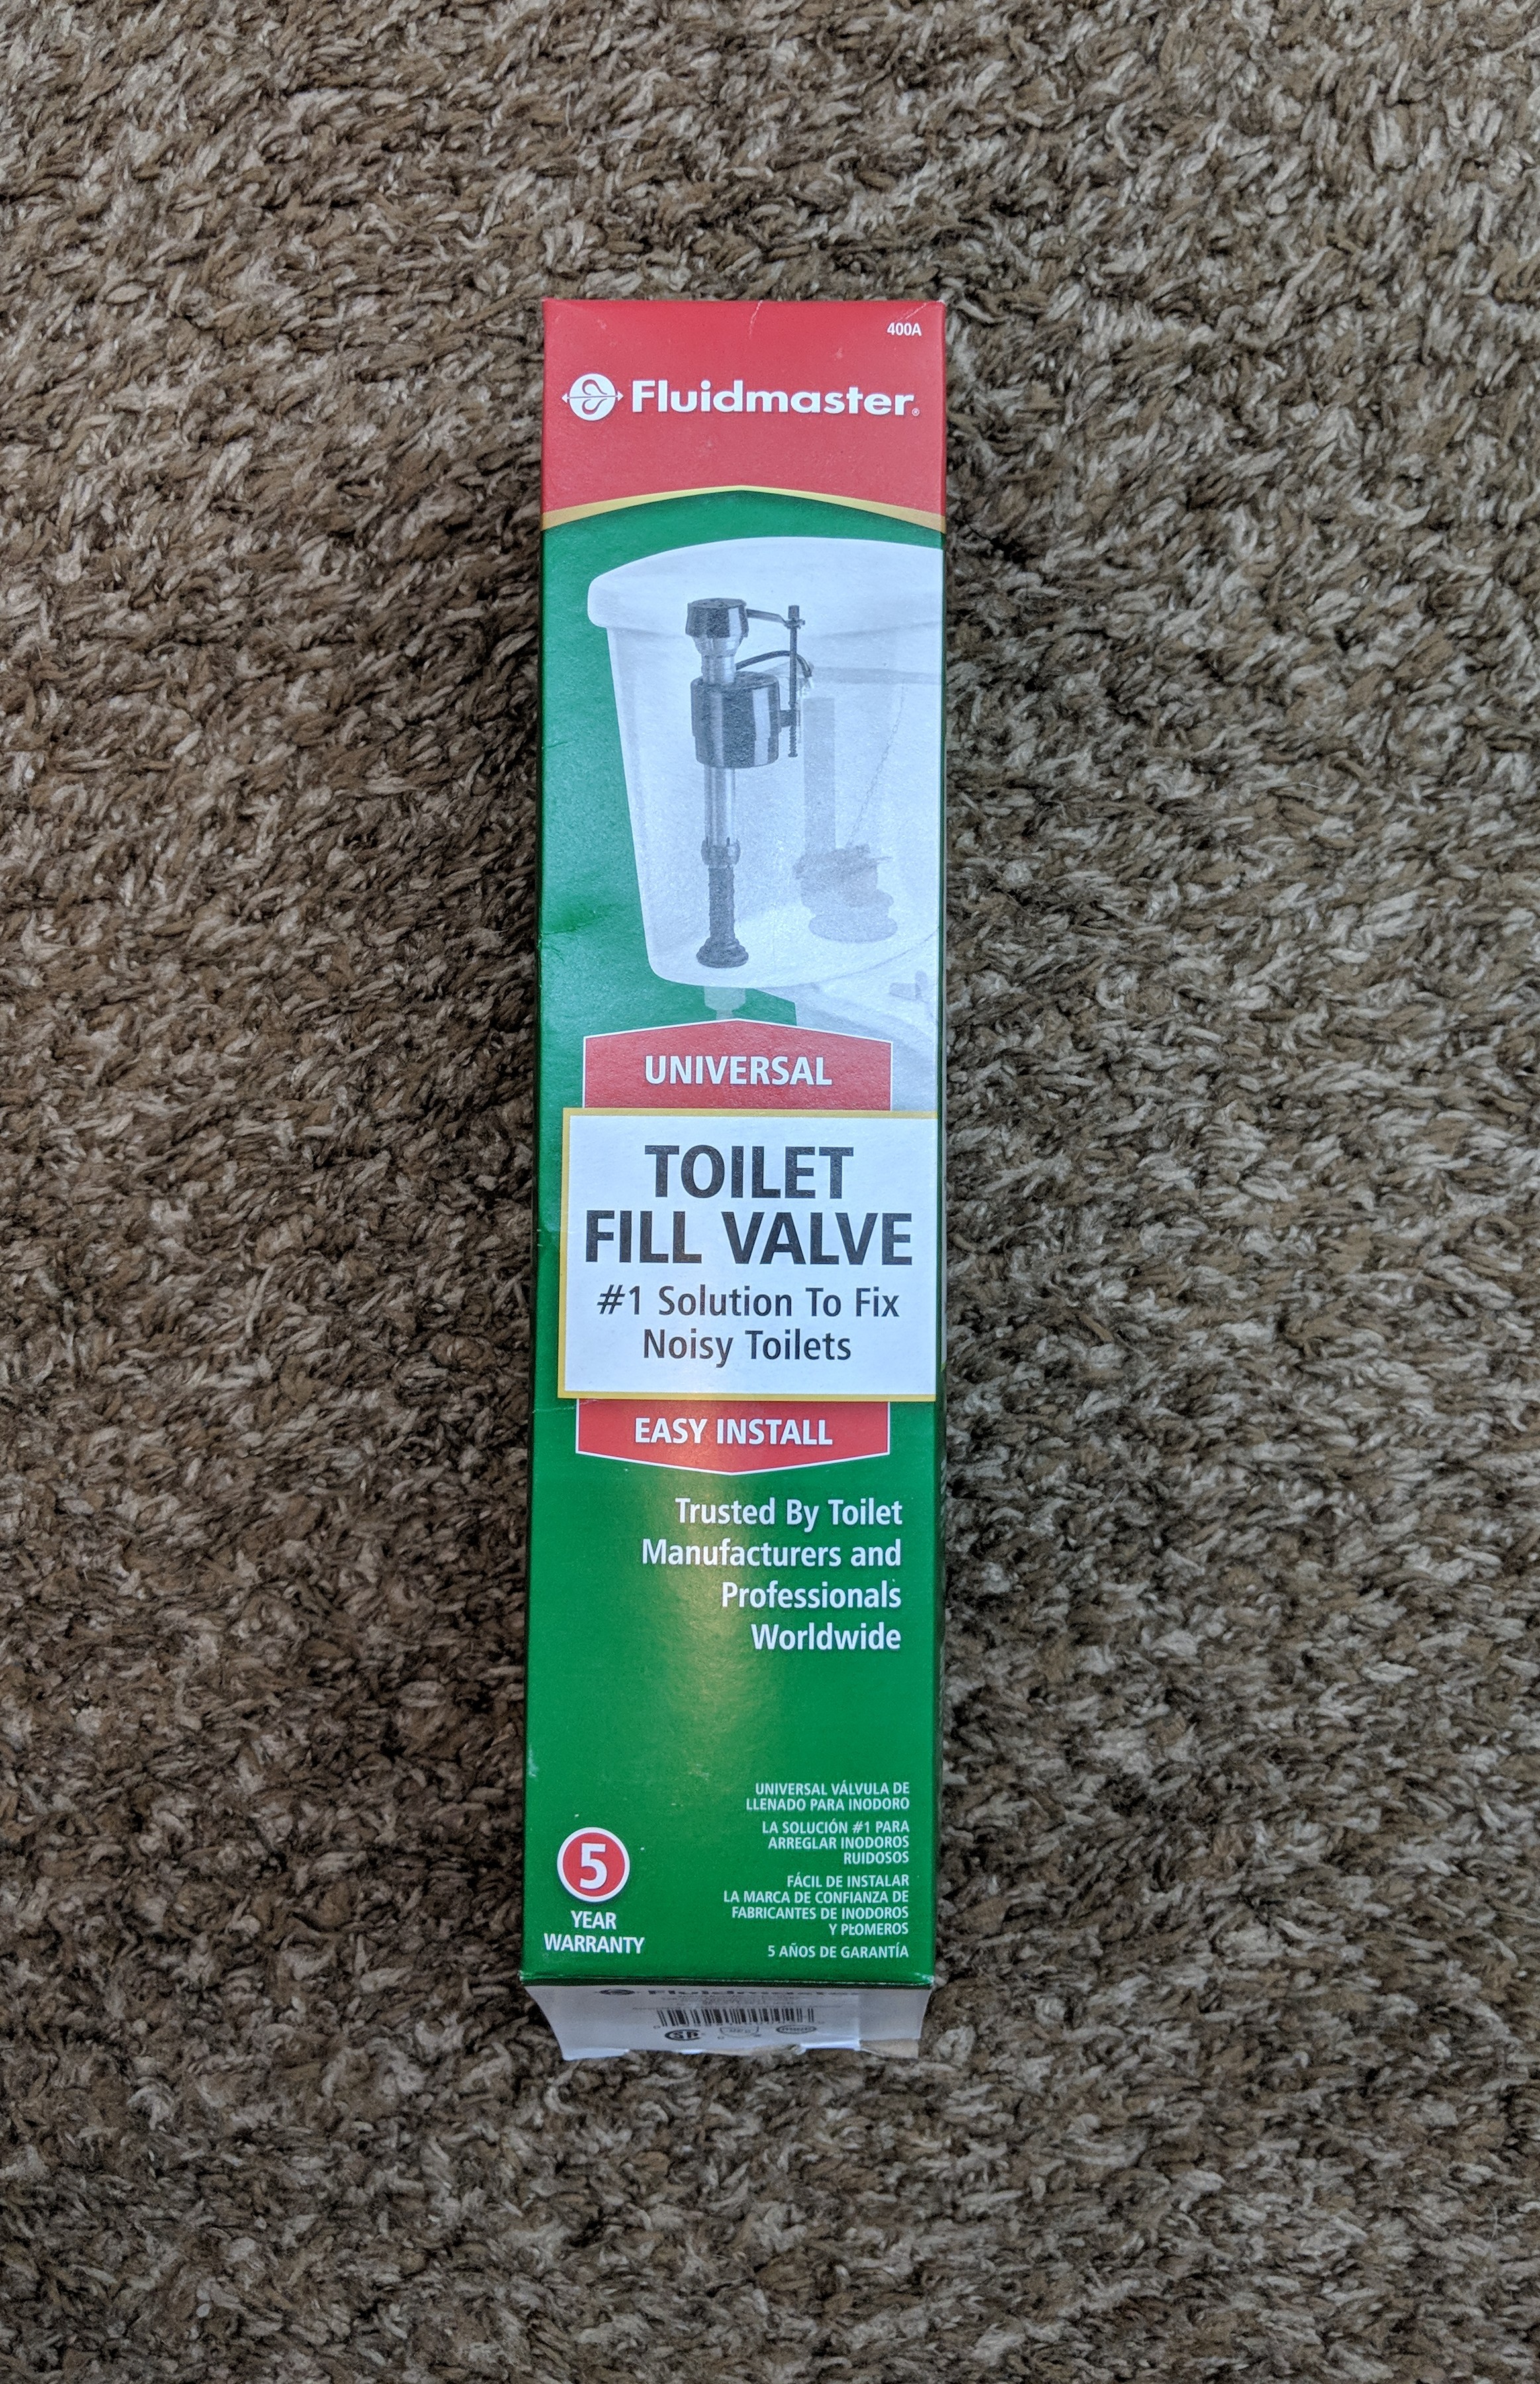 400A
Fluidmaster®
UNIVERSAL
TOILET
FILL VALVE
#1 Solution To Fix
Noisy Toilets
EASY INSTALL
Trusted By Toilet
Manufacturers and
Professionals
Worldwide
UNIVERSAL VÁLVULA DE
LLENADO PARA INODORO
LA SOLUCIÓN #1 PARA
ARREGLAR INODOROS
RUIDOSOS
FÁCIL DE INSTALAR
LA MARCA DE CONFIANZA DE
FABRICANTES DE INODOROS
Y PLOMEROS
5 AÑOS DE GARANTÍA
5
YEAR
WARRANTY
Fluidmaster